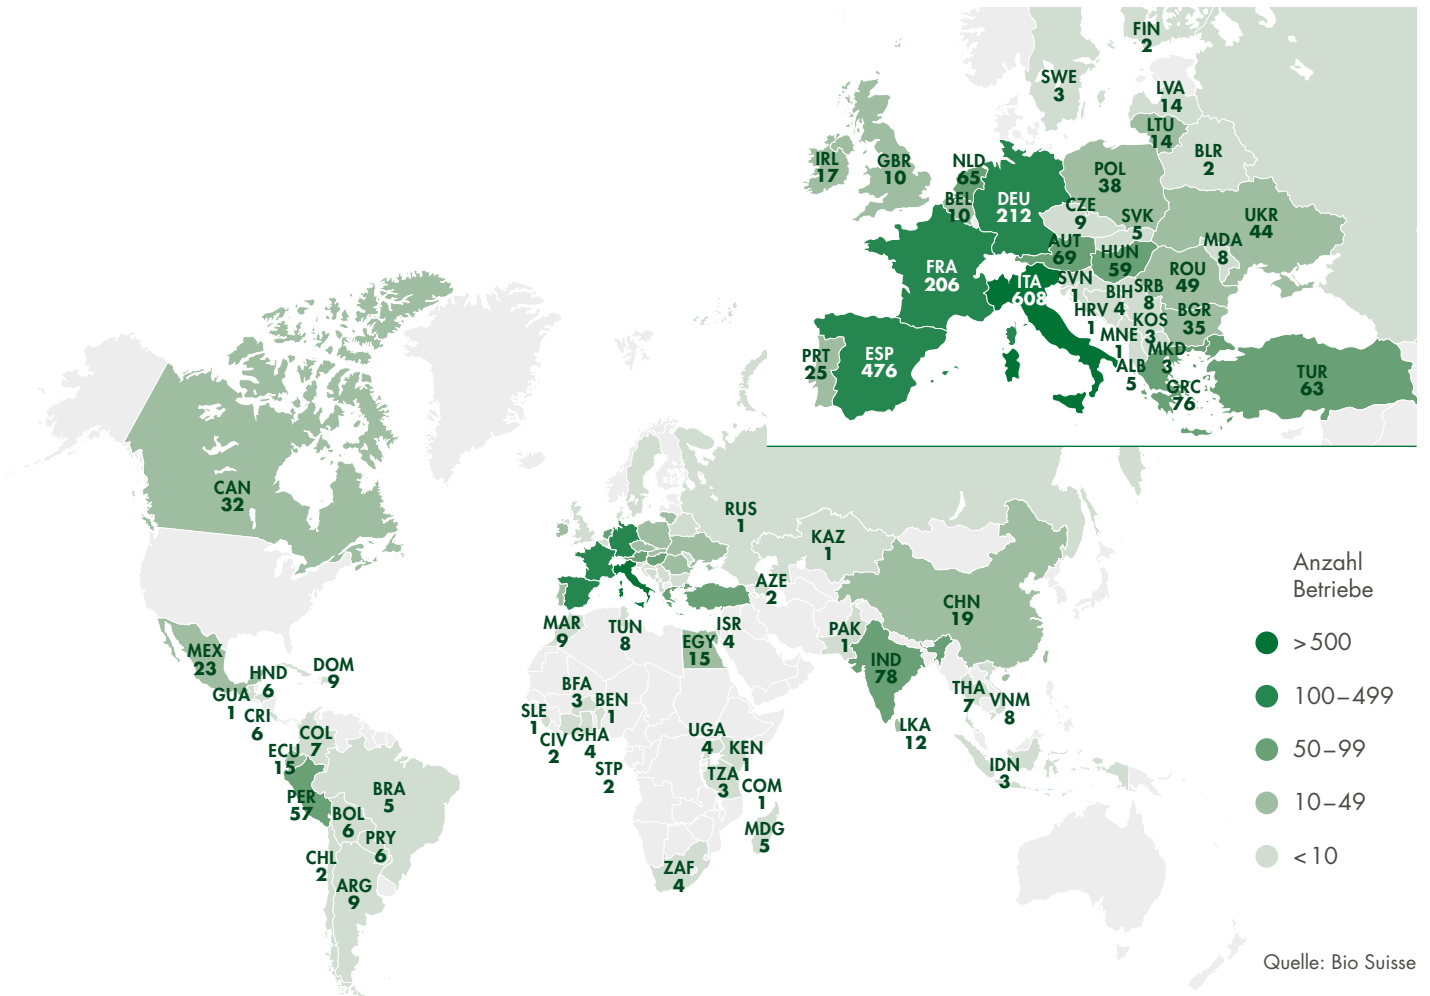 FIN
2
SWE
3
LVA
14
LTU
14
BLR
2
IRL
17
GBR
10
NLD
65
BEL
10
DEU
212
POL
38
CZE
9
SVK
5
UKR
44
MDA
8
AUT
69
HUN
59
ROU
49
FRA
206
ITA
608
SVN
1
BIH
4
SRB
8
HRV
1
KOS
3
BGR
35
MNE
1
MKD
3
ALB
5
GRC
76
PRT
25
ESP
476
TUR
63
CAN
32
RUS
1
KAZ
1
AZE
2
CHN
19
MEX
23
HND
6
DOM
9
GUA
1
CRI
6
COL
7
ECU
15
PER
57
BRA
5
BOL
6
PRY
6
CHL
2
ARG
9
MAR
9
TUN
8
EGY
15
ISR
4
PAK
1
IND
78
BFA
3
BEN
1
SLE
1
CIV
2
GHA
4
STP
2
UGA
4
KEN
1
TZA
3
COM
1
MDG
5
ZAF
4
THA
7
VNM
8
LKA
12
IDN
3
Anzahl
Betriebe
>500
100–499
50–99
10–49
<10
Quelle: Bio Suisse